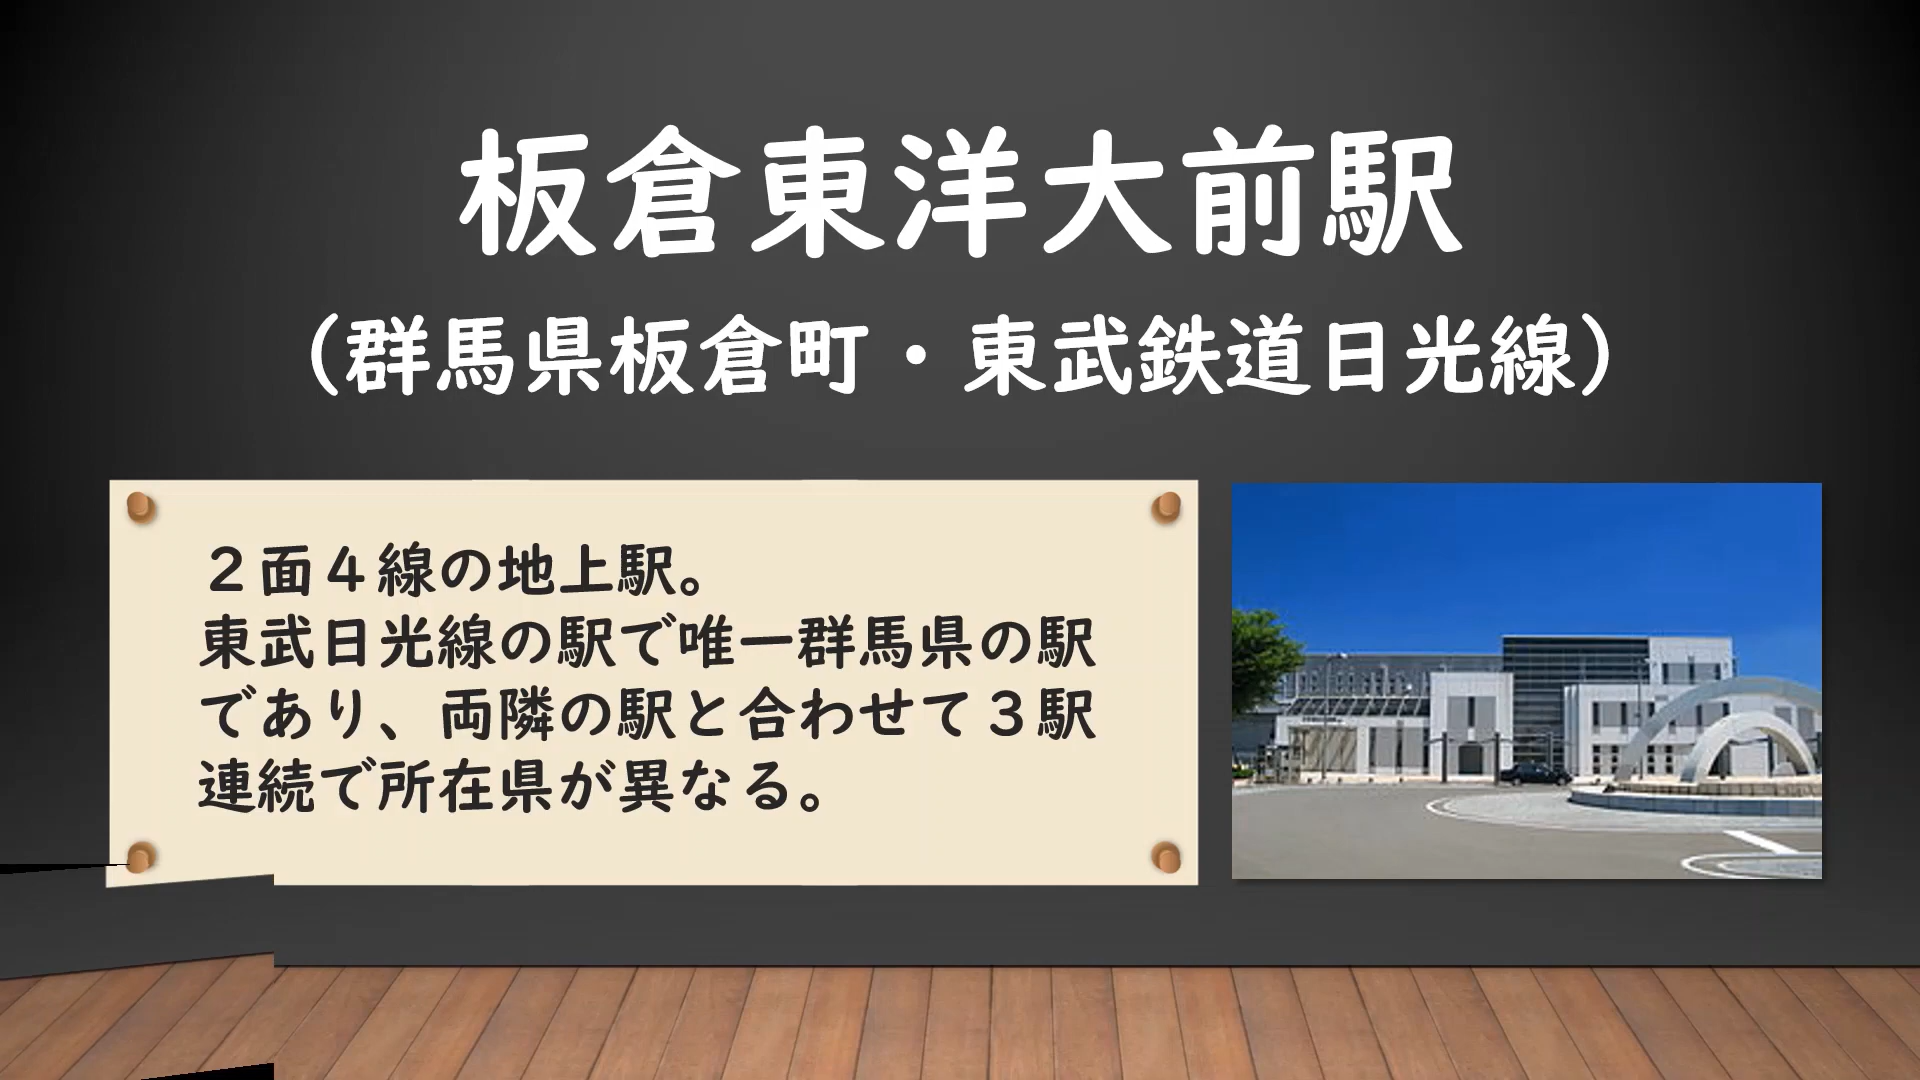 板倉東洋大前駅
（群馬県板倉町・東武鉄道日光線）
２面４線の地上駅。
東武日光線の駅で唯一群馬県の駅
であり、両隣の駅と合わせて３駅
連続で所在県が異なる。